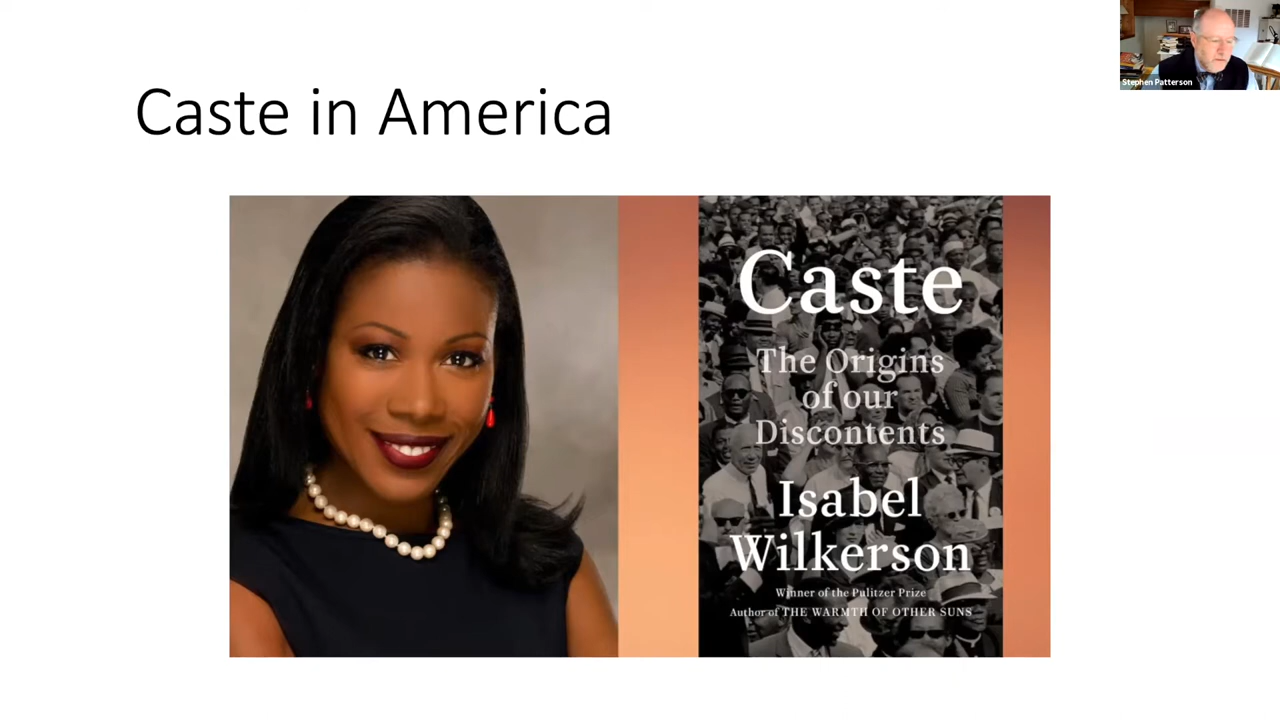 Stephen Patterson
Caste in America
Caste
The Origins
of our
Discontents
Isabel
Wilkerson
Winner of the Pulitzer Prize
Author of THE WARMTH OF OTHER SUNS